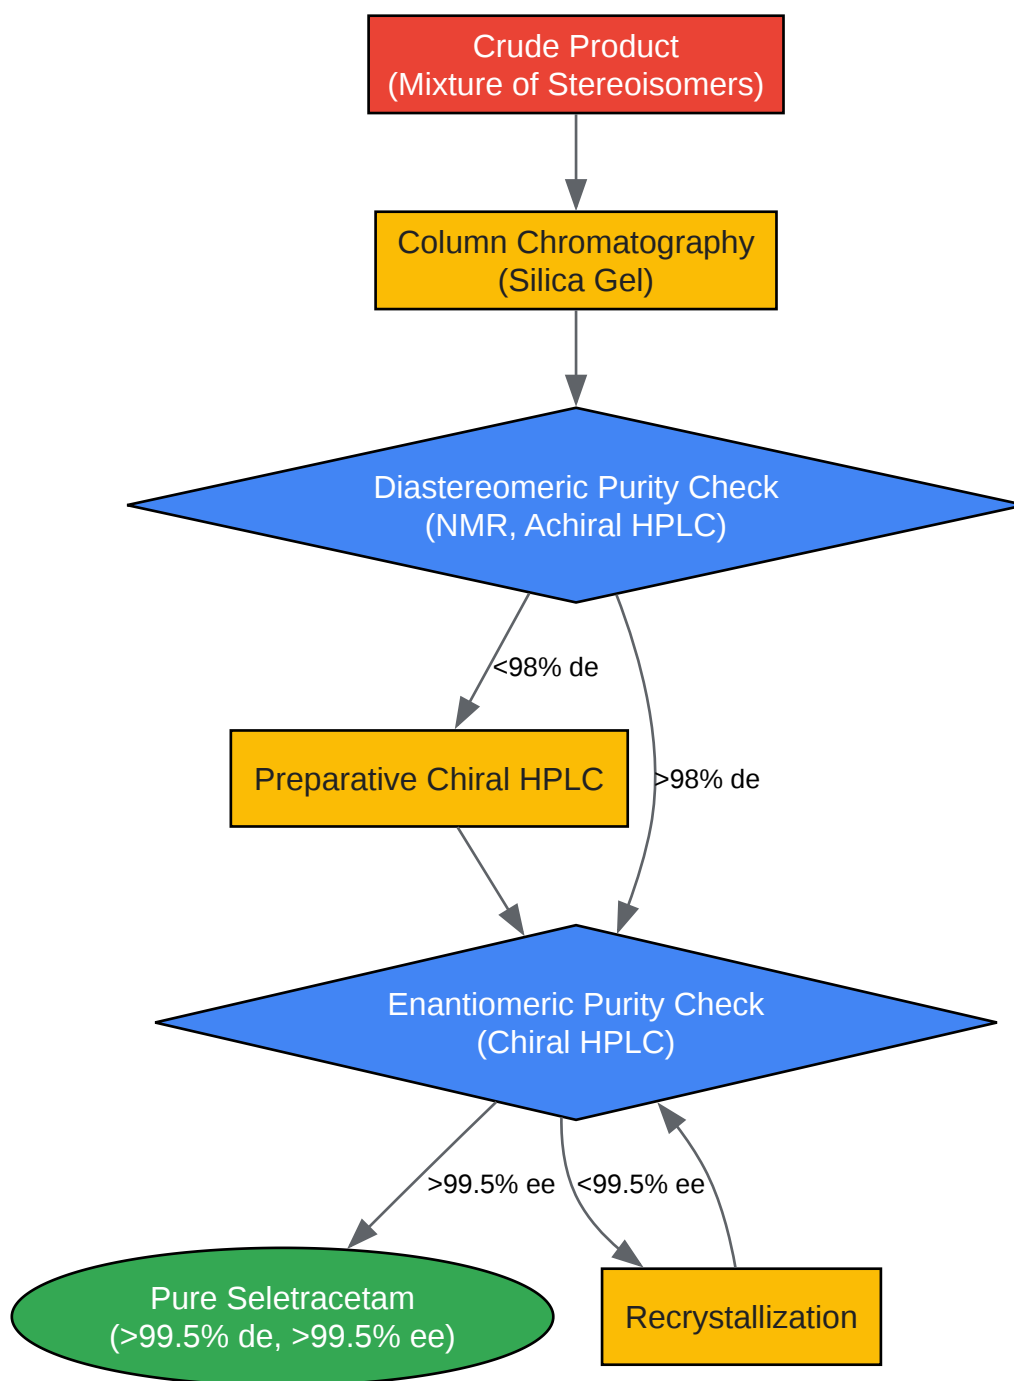 Crude Product
(Mixture of Stereoisomers)
Column Chromatography
(Silica Gel)
Diastereomeric Purity Check
(NMR, Achiral HPLC)
<98% de
Preparative Chiral HPLC
>98% de
Enantiomeric Purity Check
(Chiral HPLC)
>99.5% ee
<99.5% ee
Pure Seletracetam
(>99.5% de, >99.5% ee)
Recrystallization